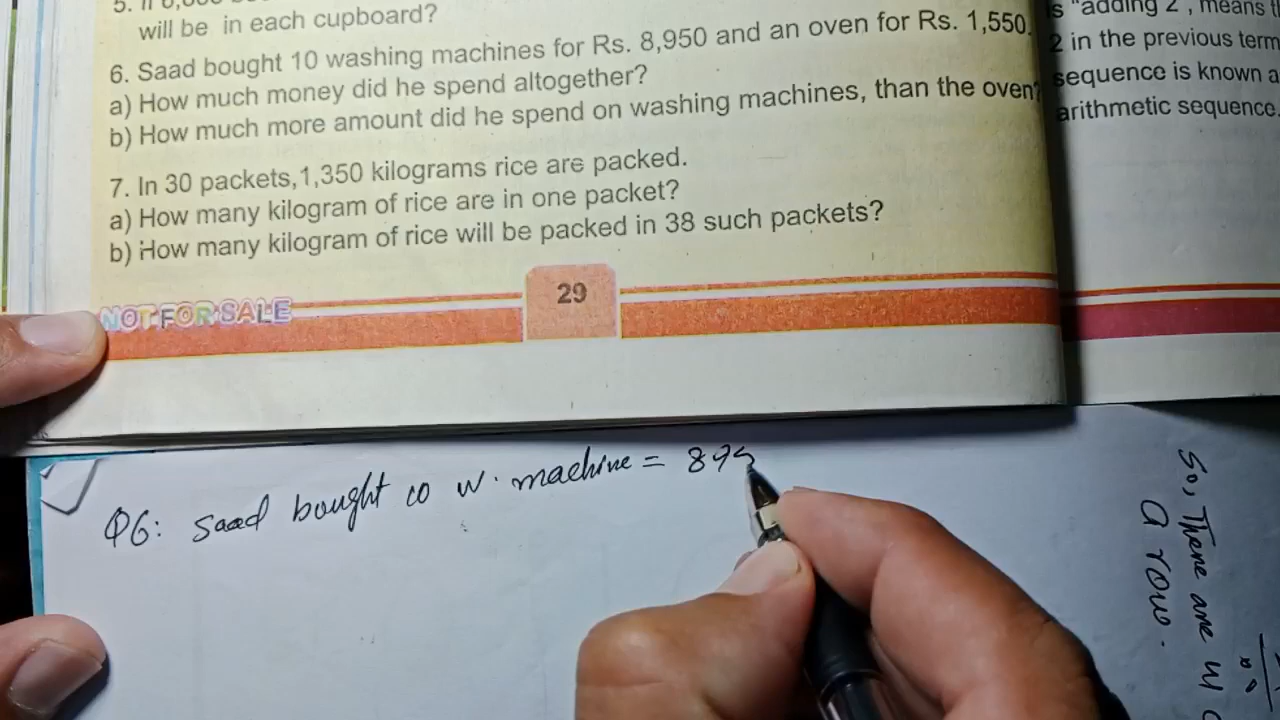 will be in each cupboard?
6. Saad bought 10 washing machines for Rs. 8,950 and an oven for Rs. 1,550.
a) How much money did he spend altogether?
b) How much more amount did he spend on washing machines, than the oven?
7. In 30 packets,1,350 kilograms rice are packed.
a) How many kilogram of rice are in one packet?
b) How many kilogram of rice will be packed in 38 such packets?
NOT FOR SALE
29
is "adding 2", means
2 in the previous term
sequence is known a
arithmetic sequence.
Q6: Saad bought 10 w. machine = 895
So, There are
a row.